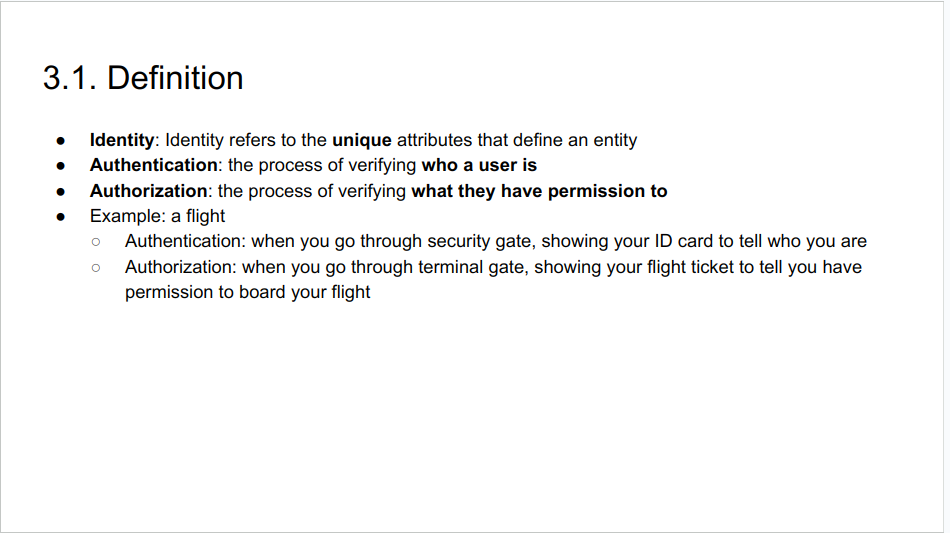 3.1. Definition
● Identity: Identity refers to the unique attributes that define an entity
● Authentication: the process of verifying who a user is
● Authorization: the process of verifying what they have permission to
● Example: a flight
○ Authentication: when you go through security gate, showing your ID card to tell who you are
○ Authorization: when you go through terminal gate, showing your flight ticket to tell you have
permission to board your flight